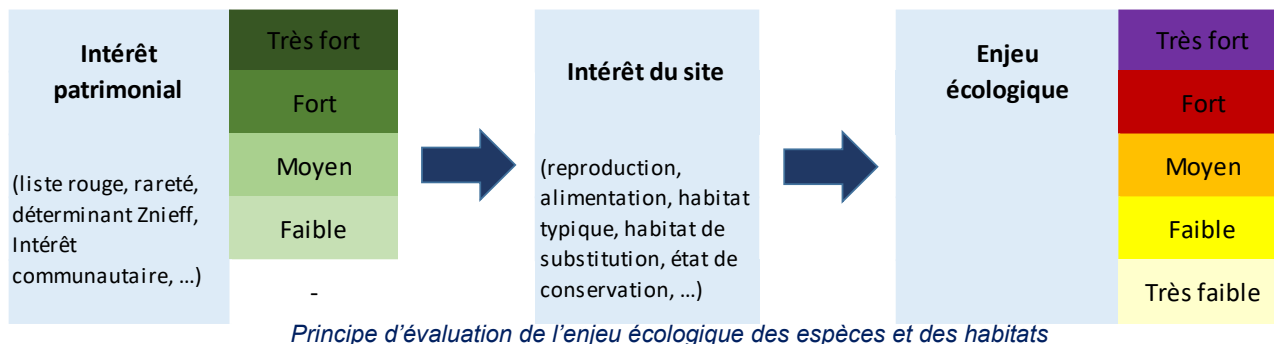 Intérêt
patrimonial
(liste rouge, rareté,
déterminant Znieff,
Intérêt
communautaire, ...)
Très fort
Fort
Moyen
Faible
-
Intérêt du site
(reproduction,
alimentation, habitat
typique, habitat de
substitution, état de
conservation, ...)
Enjeu
écologique
Très fort
Fort
Moyen
Faible
Très faible
Principe d'évaluation de l'enjeu écologique des espèces et des habitats